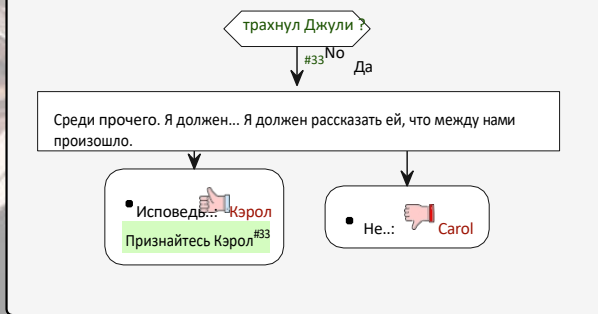 трахнул Джули ?
#33 No
Да
Среди прочего. Я должен... Я должен рассказать ей, что между нами
произошло.
Исповедь..: Кэрол
Признайтесь Кэрол#33
Не..: Carol